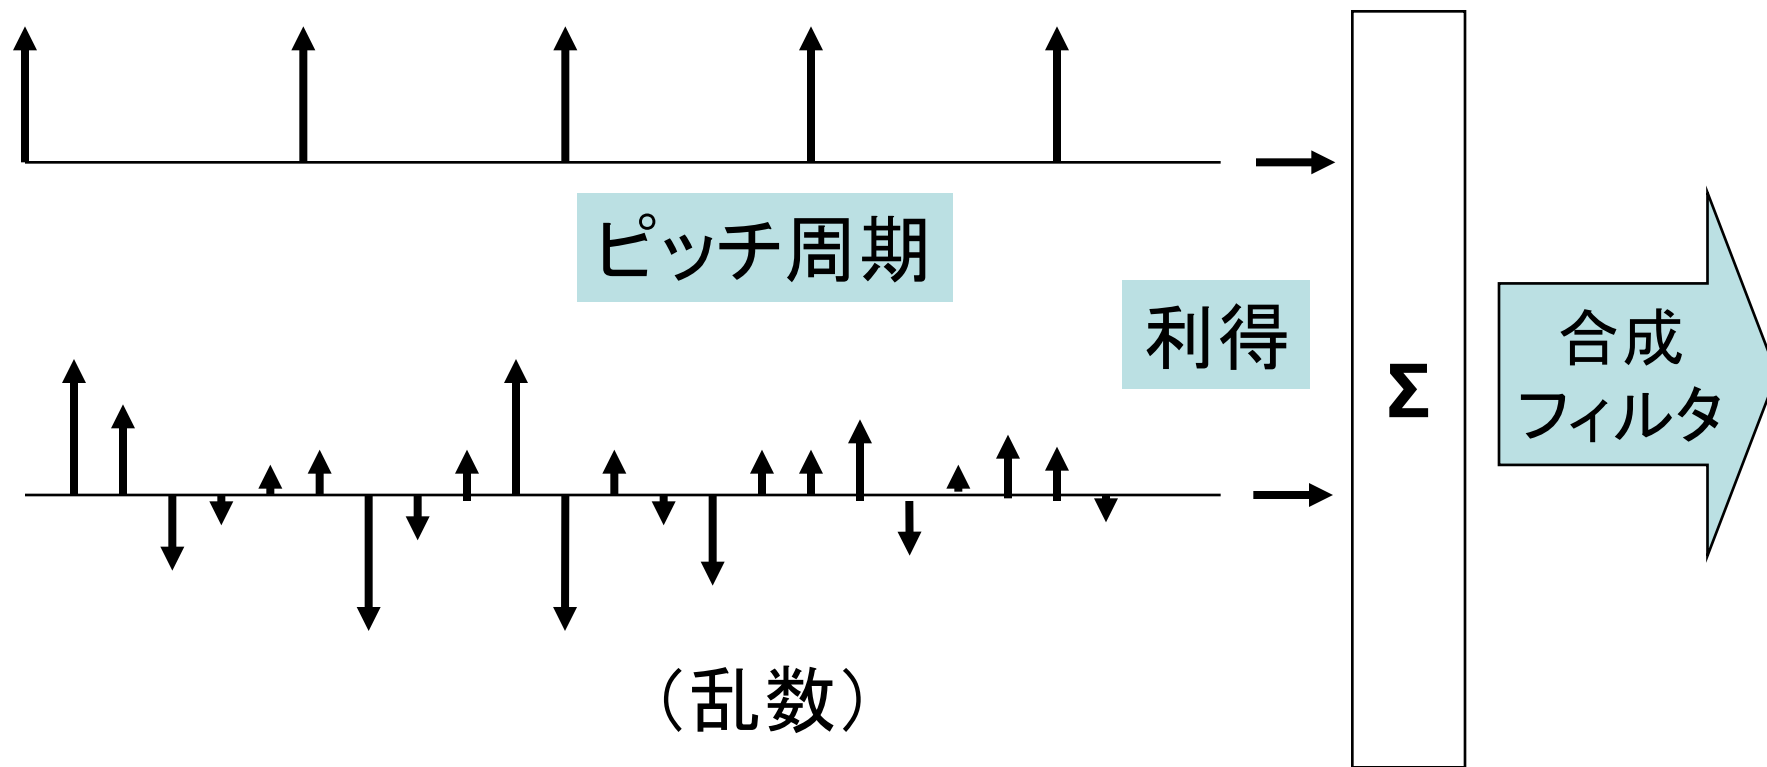 ピッチ周期
利得
Σ
合成
フィルタ
（乱数）